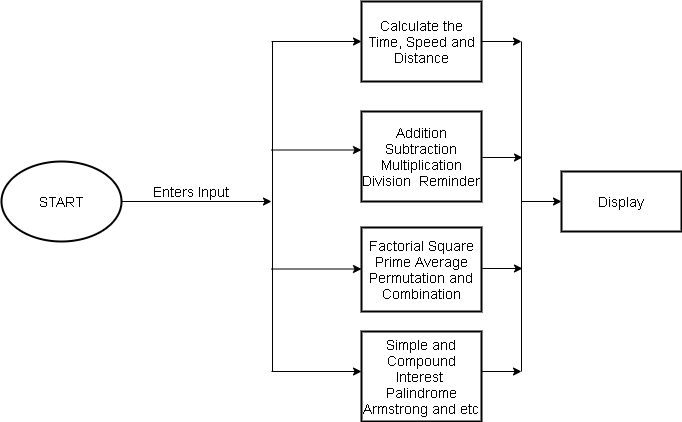 START
Enters Input
Calculate the
Time, Speed and
Distance
Addition
Subtraction
Multiplication
Division  Reminder
Factorial Square
Prime Average
Permutation and
Combination
Simple and
Compound
Interest
Palindrome
Armstrong and etc
Display